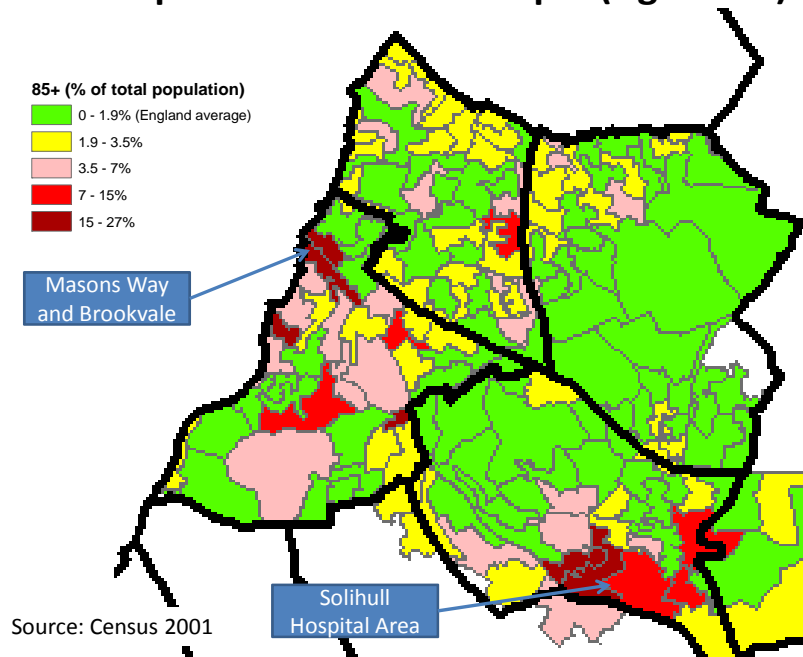 85+ (% of total population)
0 - 1.9% (England average)
1.9 - 3.5%
3.5 - 7%
7 - 15%
15 - 27%
Masons Way
and Brookvale
Solihull
Hospital Area
Source: Census 2001